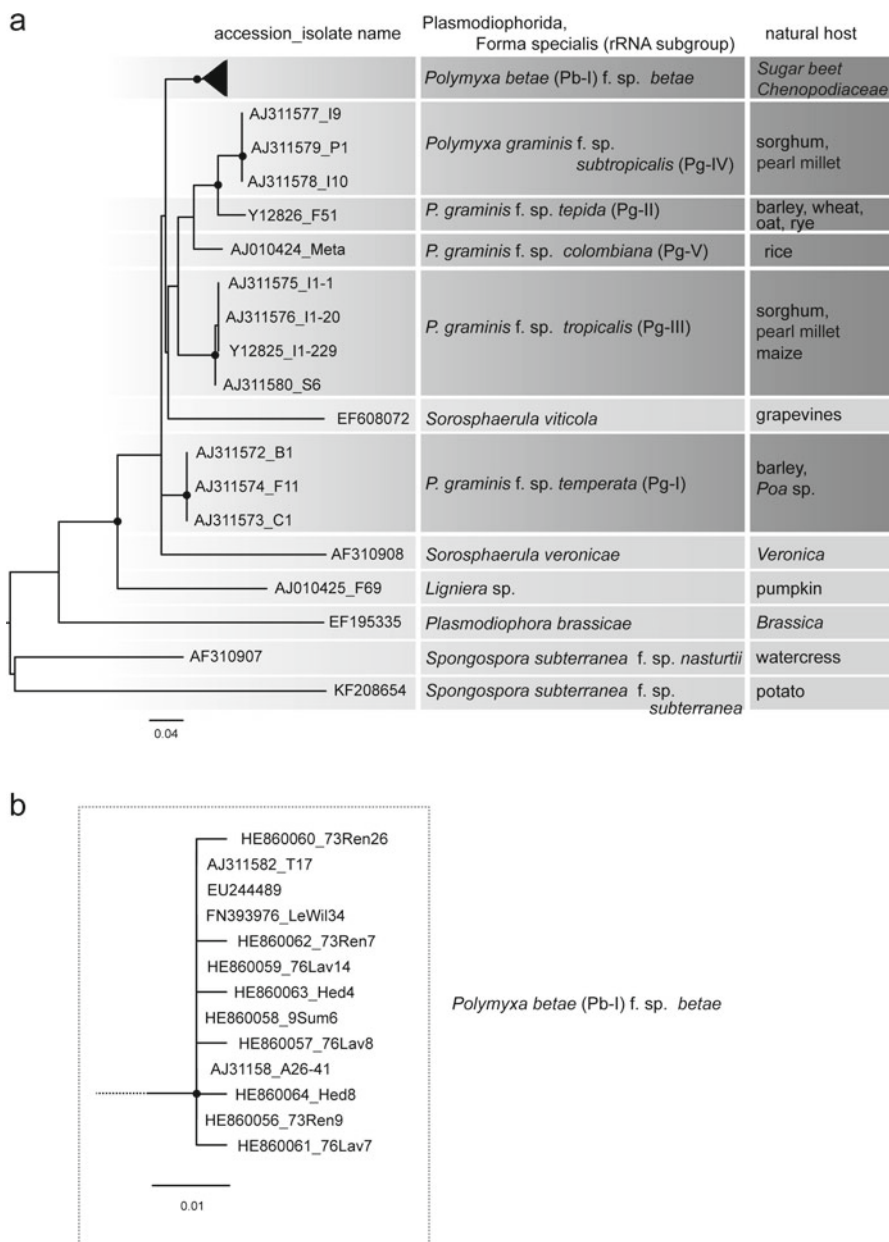 a
accession_isolate name
Plasmodiophorida,
Forma specialis (rRNA subgroup)
natural host
Polymyxa betae (Pb-I) f. sp. betae
Sugar beet
Chenopodiaceae
AJ311577_I9
AJ311579_P1
AJ311578_I10
Polymyxa graminis f. sp.
subtropicalis (Pg-IV)
sorghum,
pearl millet
Y12826_F51
P. graminis f. sp. tepida (Pg-II)
barley, wheat,
oat, rye
AJ010424_Meta
P. graminis f. sp. colombiana (Pg-V)
rice
AJ311575_I1-1
AJ311576_I1-20
Y12825_I1-229
AJ311580_S6
P. graminis f. sp. tropicalis (Pg-III)
sorghum,
pearl millet
maize
EF608072
Sorosphaerula viticola
grapevines
AJ311572_B1
AJ311574_F11
AJ311573_C1
P. graminis f. sp. temperata (Pg-I)
barley,
Poa sp.
AF310908
Sorosphaerula veronicae
Veronica
AJ010425_F69
Ligniera sp.
pumpkin
EF195335
Plasmodiophora brassicae
Brassica
AF310907
Spongospora subterranea f. sp. nasturtii
watercress
KF208654
Spongospora subterranea f. sp.
subterranea
potato
0.04
b
HE860060_73Ren26
AJ311582_T17
EU244489
FN393976_LeWil34
HE860062_73Ren7
HE860059_76Lav14
HE860063_Hed4
HE860058_9Sum6
HE860057_76Lav8
AJ31158_A26-41
HE860064_Hed8
HE860056_73Ren9
HE860061_76Lav7
Polymyxa betae (Pb-I) f. sp. betae
0.01